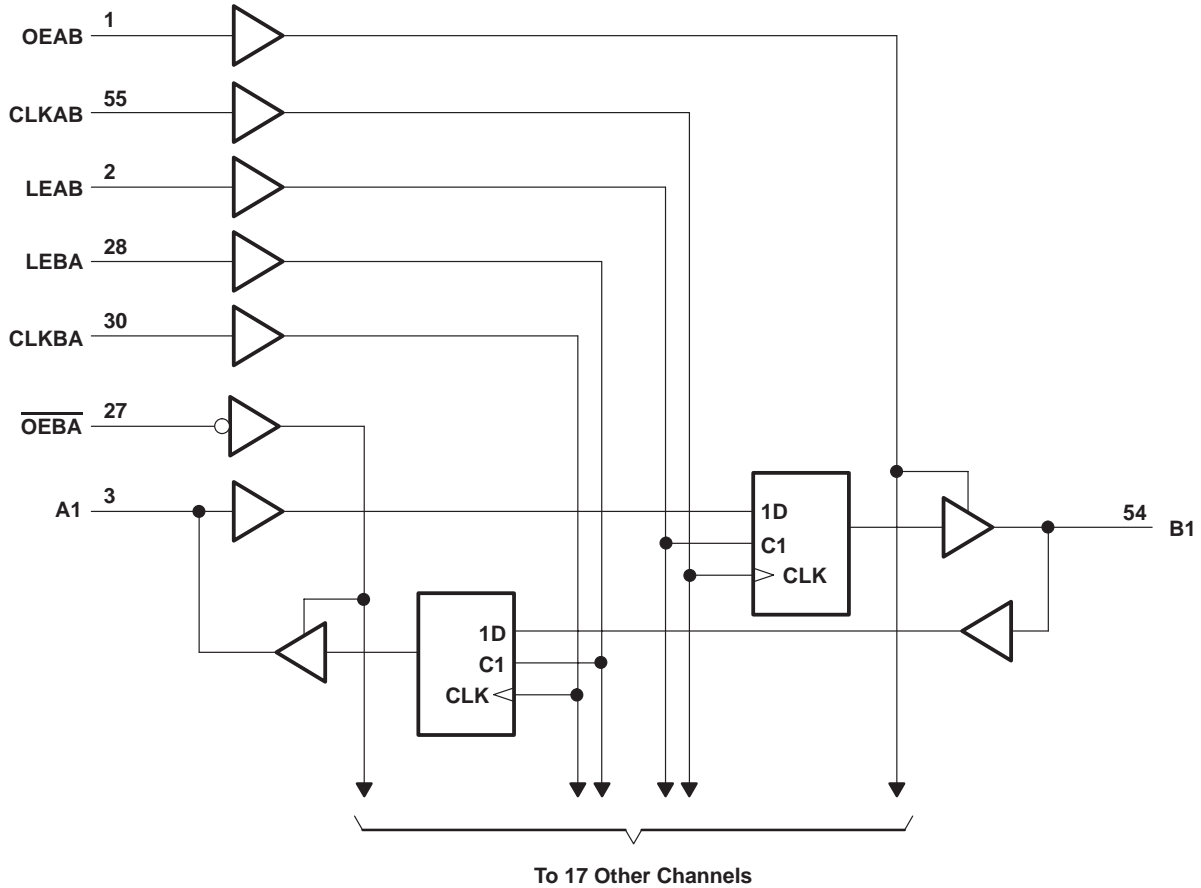 OEAB 1
CLKAB 55
LEAB 2
LEBA 28
CLKBA 30
O̅E̅B̅A̅ 27
A1 3
1D
C1
CLK
54 B1
1D
C1
CLK
To 17 Other Channels